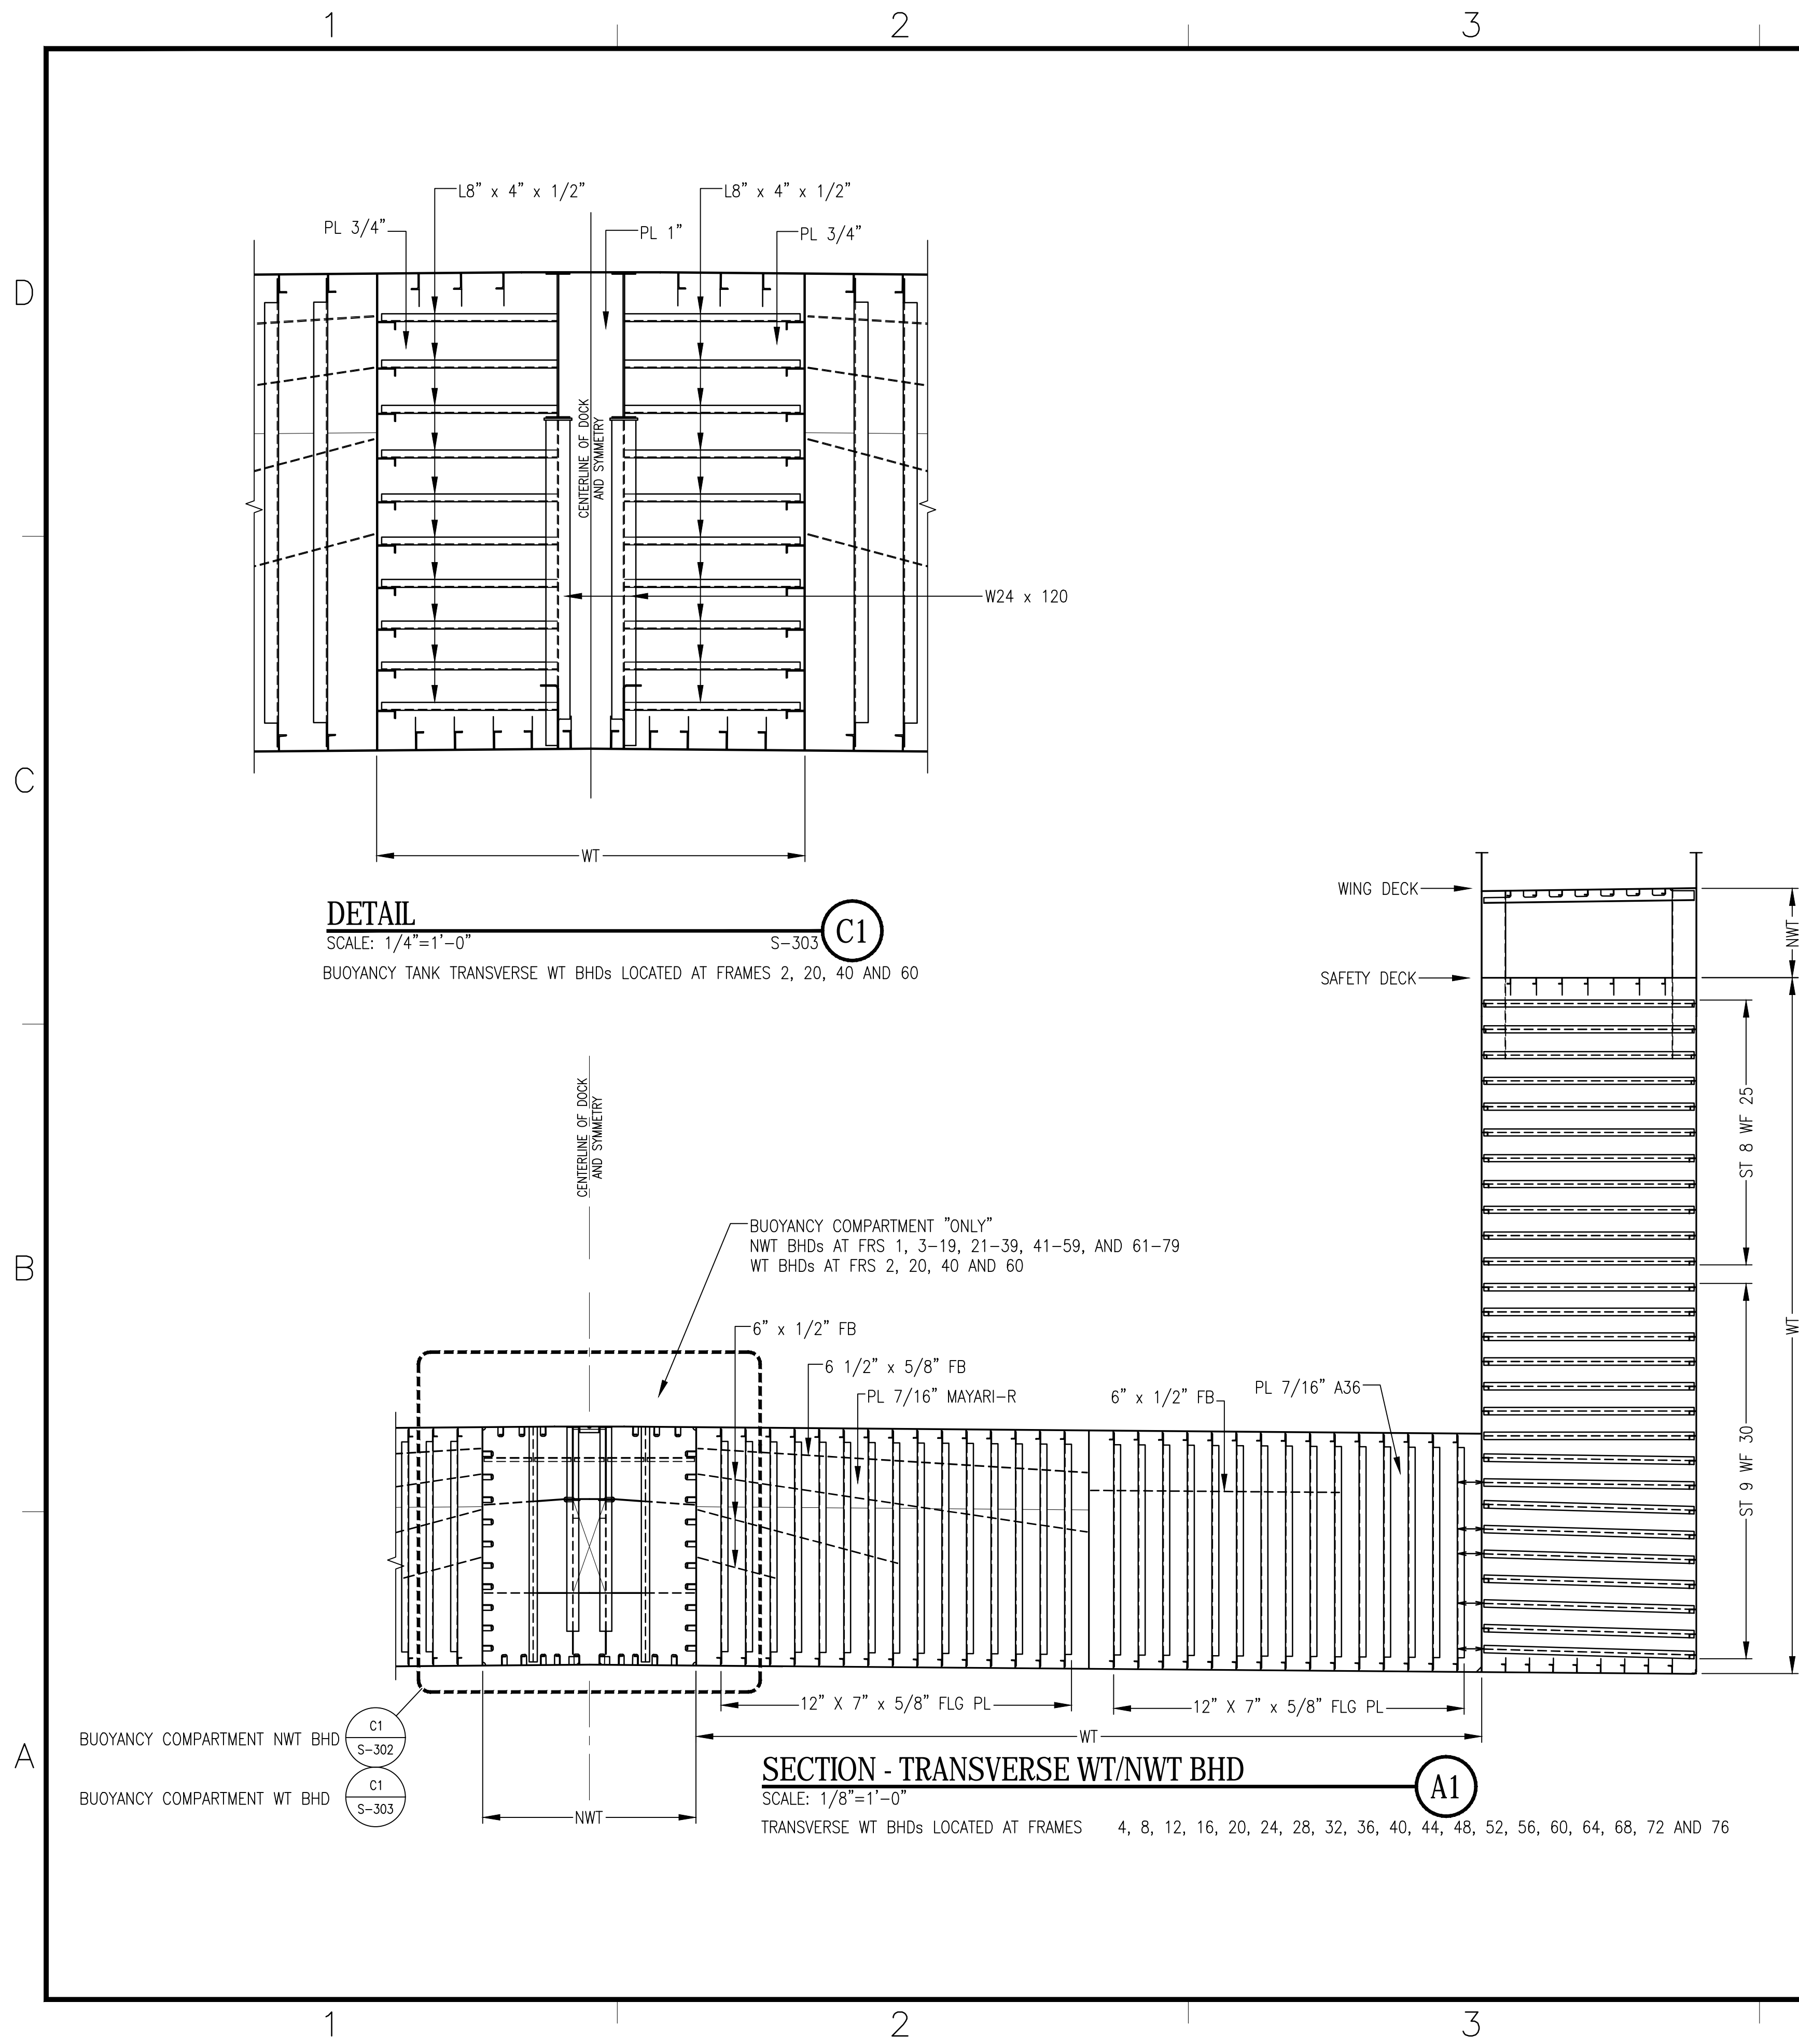 1
2
3
D
L8" x 4" x 1/2"
L8" x 4" x 1/2"
PL 3/4"
PL 1"
PL 3/4"
CENTERLINE OF DOCK
AND SYMMETRY
W24 x 120
C
WT
DETAIL
C1
SCALE: 1/4"=1'-0"
S-303
BUOYANCY TANK TRANSVERSE WT BHDs LOCATED AT FRAMES 2, 20, 40 AND 60
WING DECK
SAFETY DECK
NWT
CENTERLINE OF DOCK
AND SYMMETRY
ST 8 WF 25
B
BUOYANCY COMPARTMENT "ONLY"
NWT BHDs AT FRS 1, 3-19, 21-39, 41-59, AND 61-79
WT BHDs AT FRS 2, 20, 40 AND 60
WT
6" x 1/2" FB
6 1/2" x 5/8" FB
PL 7/16" MAYARI-R
6" x 1/2" FB
PL 7/16" A36
ST 9 WF 30
12" X 7" x 5/8" FLG PL
12" X 7" x 5/8" FLG PL
WT
A
BUOYANCY COMPARTMENT NWT BHD
C1
S-302
BUOYANCY COMPARTMENT WT BHD
C1
S-303
NWT
SECTION - TRANSVERSE WT/NWT BHD
A1
SCALE: 1/8"=1'-0"
TRANSVERSE WT BHDs LOCATED AT FRAMES 4, 8, 12, 16, 20, 24, 28, 32, 36, 40, 44, 48, 52, 56, 60, 64, 68, 72 AND 76
1
2
3